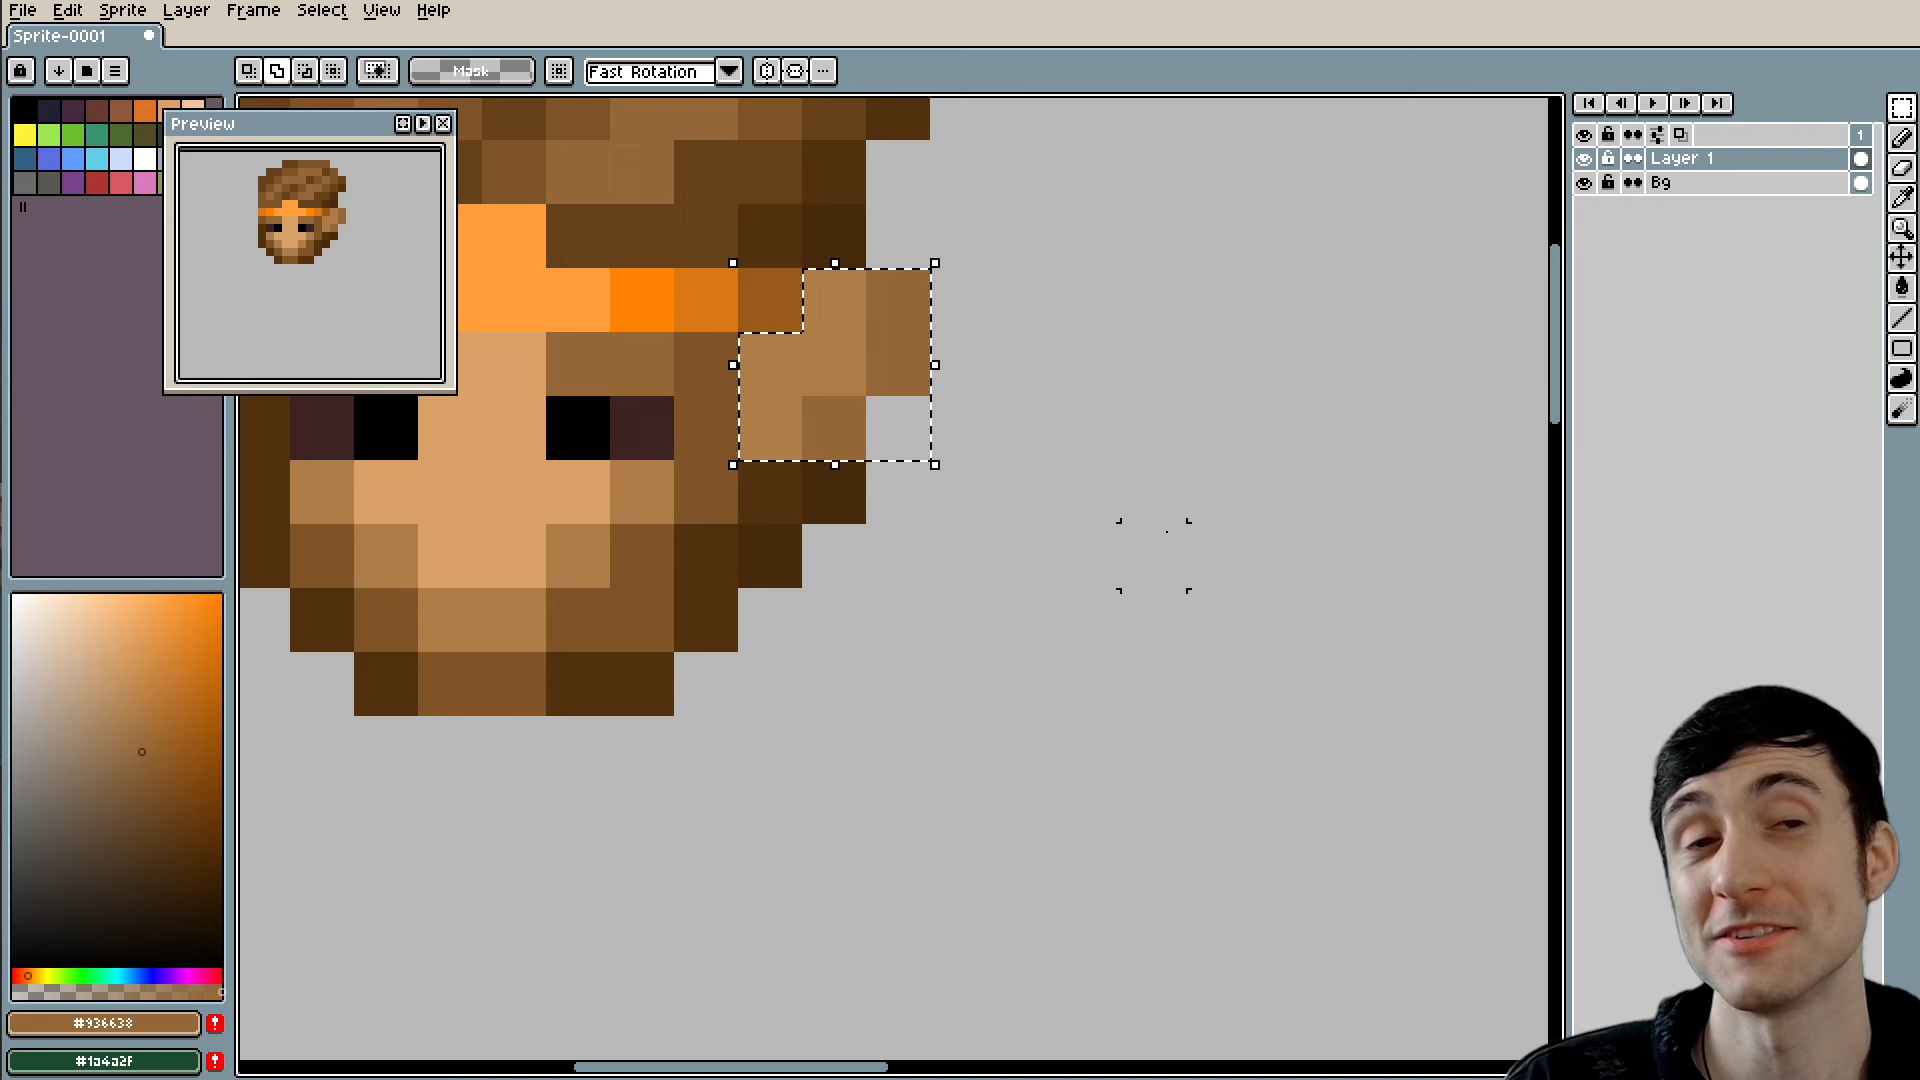 File Edit Sprite Layer Frame Select View Help
Sprite-0001
Mask
Fast Rotation
Preview
1
Layer 1
Bg
#936638
#1a4a2f